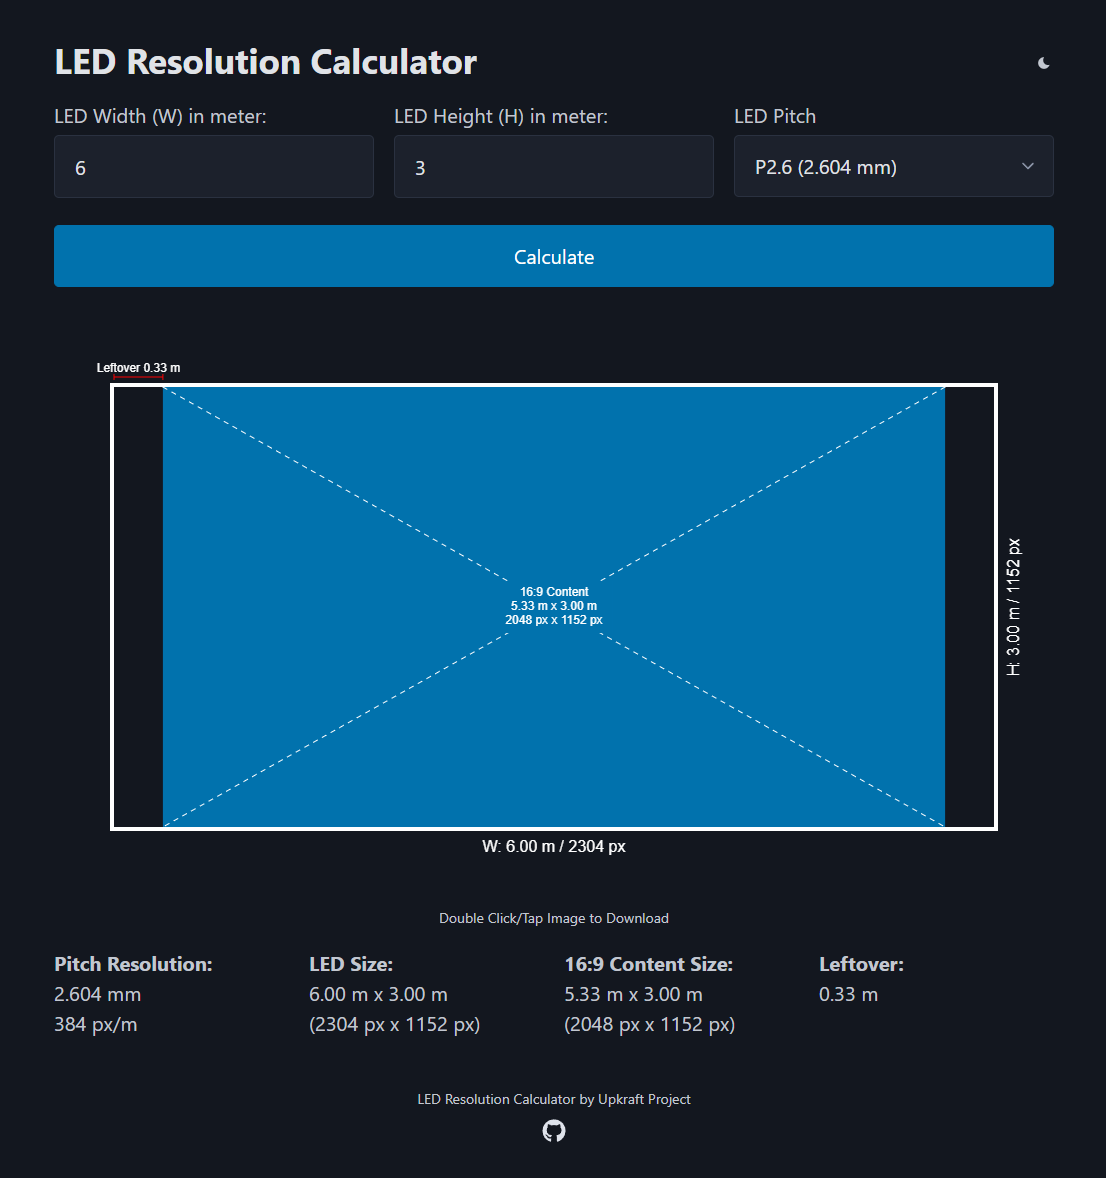 LED Resolution Calculator
LED Width (W) in meter:
6
LED Height (H) in meter:
3
LED Pitch
P2.6 (2.604 mm)
Calculate
Leftover 0.33 m
16:9 Content
5.33 m x 3.00 m
2048 px x 1152 px
H: 3.00 m / 1152 px
W: 6.00 m / 2304 px
Double Click/Tap Image to Download
Pitch Resolution:
2.604 mm
384 px/m
LED Size:
6.00 m x 3.00 m
(2304 px x 1152 px)
16:9 Content Size:
5.33 m x 3.00 m
(2048 px x 1152 px)
Leftover:
0.33 m
LED Resolution Calculator by Upkraft Project